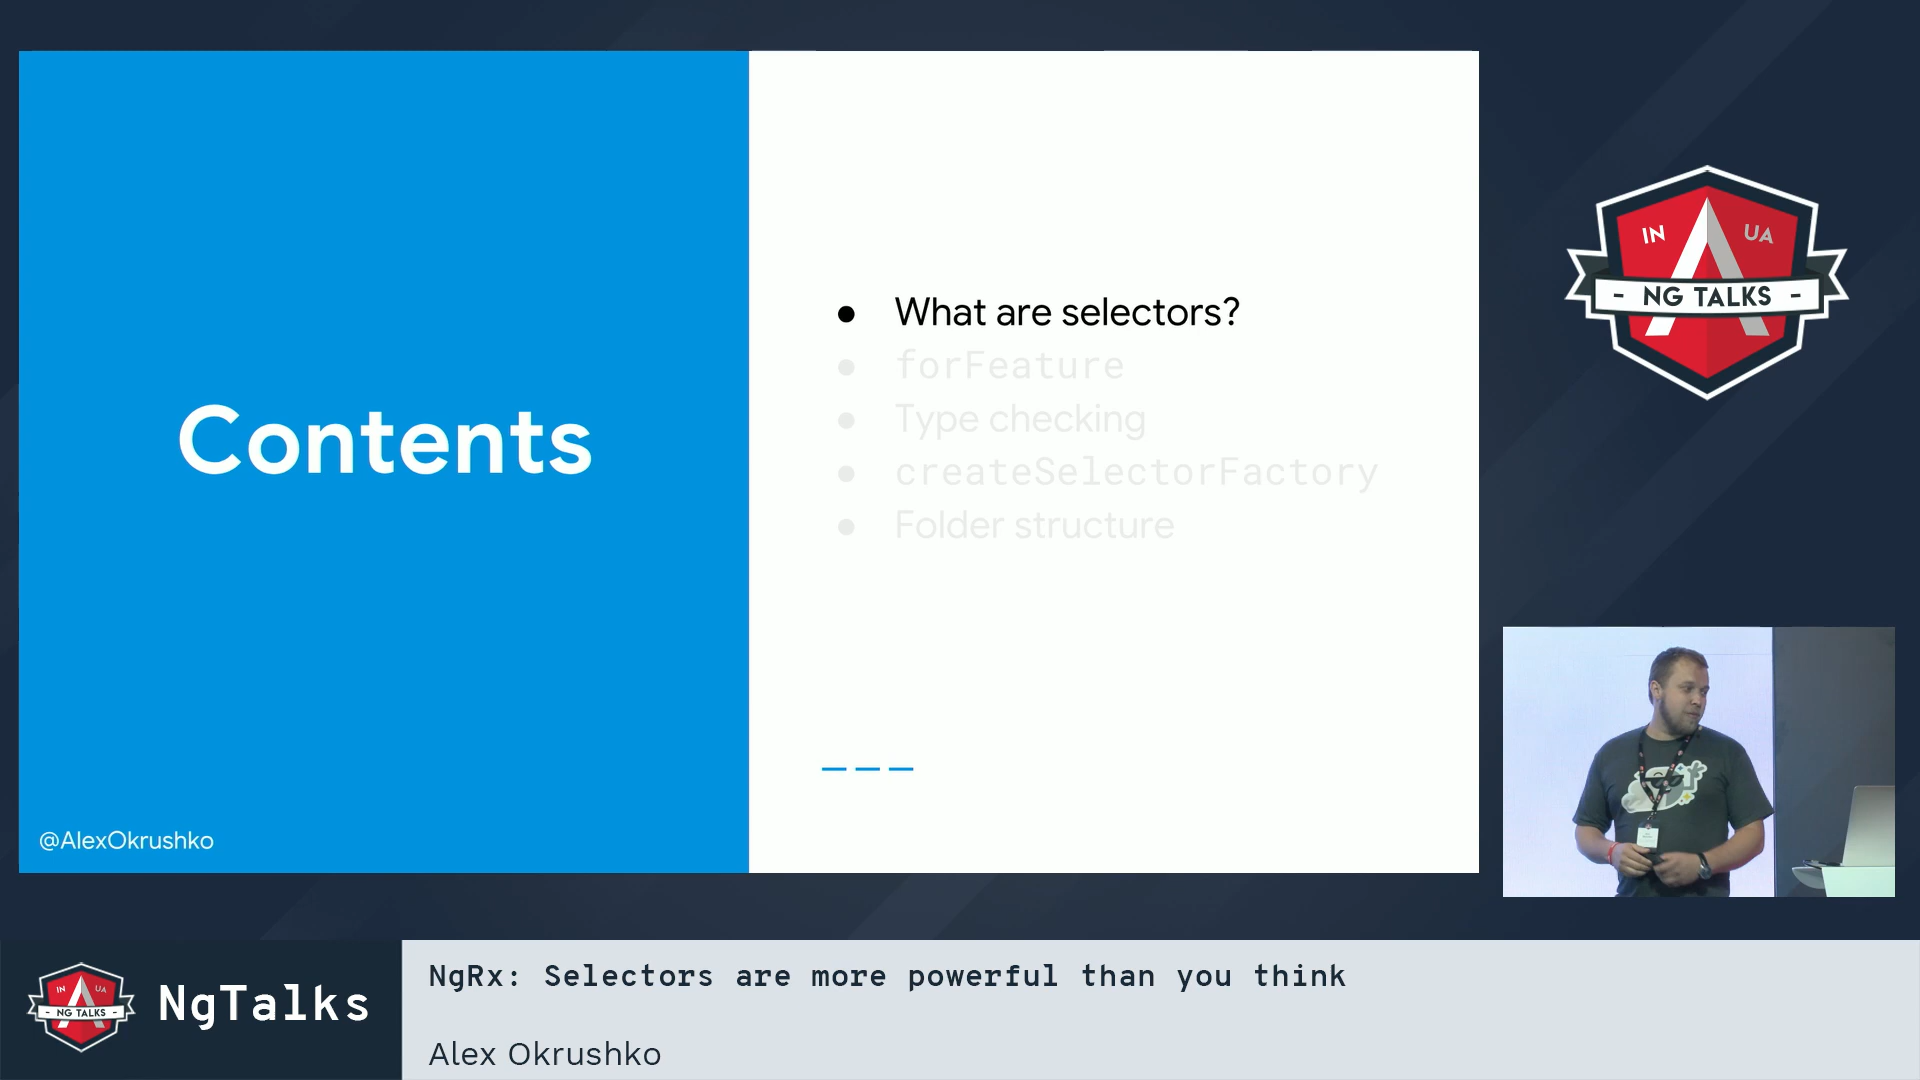 Contents
@AlexOkrushko
● What are selectors?
● forFeature
● Type checking
● createSelectorFactory
● Folder structure
IN UA
- NG TALKS -
IN UA
- NG TALKS -
NgTalks
NgRx: Selectors are more powerful than you think
Alex Okrushko